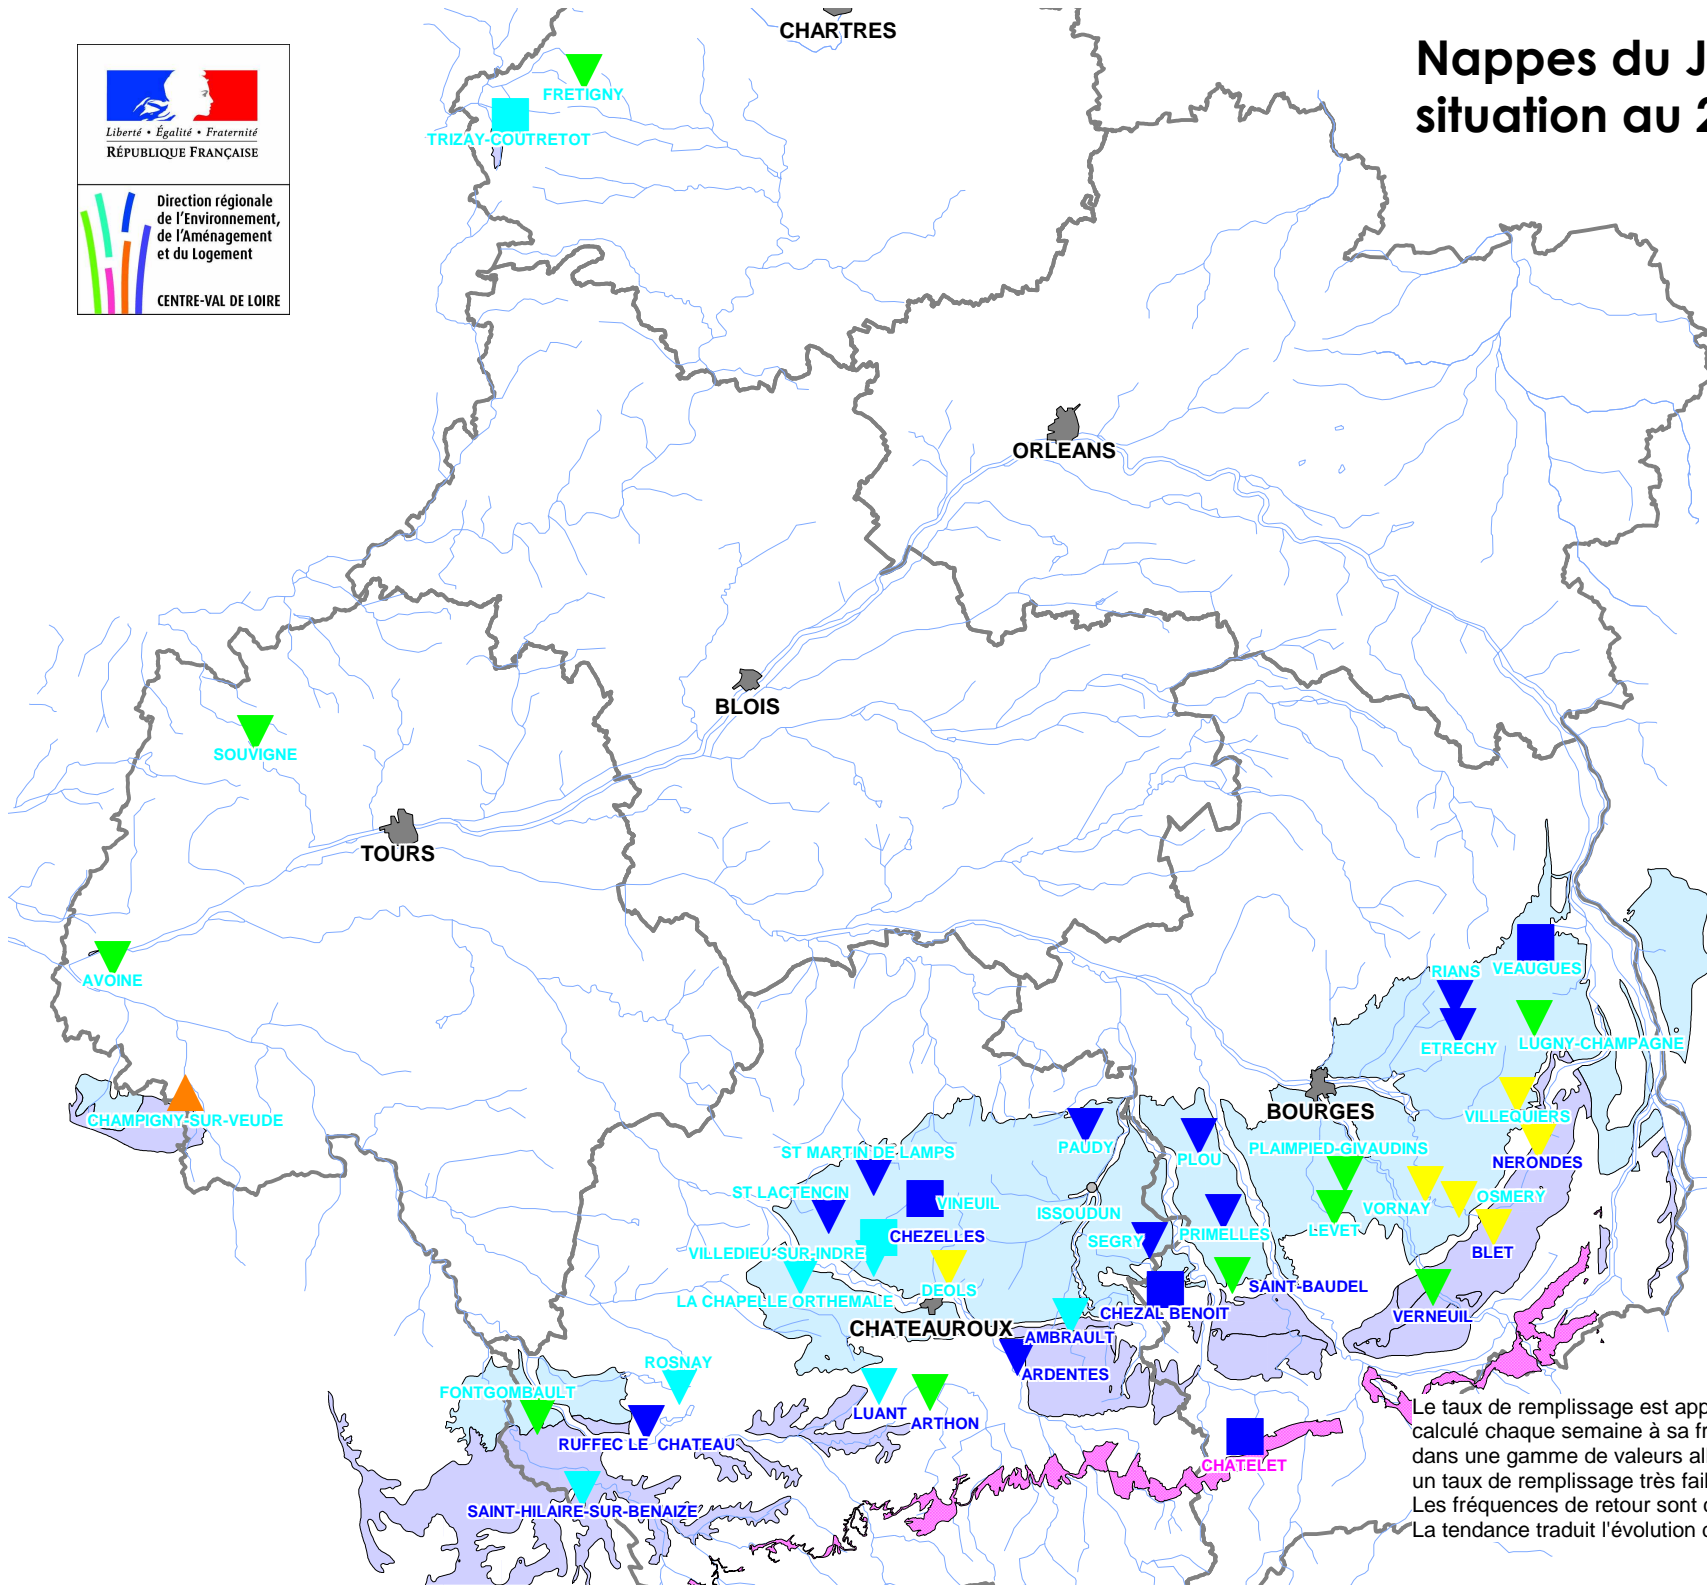 CHARTRES
Nappes du J
situation au 2
Liberté • Égalité • Fraternité
RÉPUBLIQUE FRANÇAISE
Direction régionale
de l'Environnement,
de l'Aménagement
et du Logement
CENTRE-VAL DE LOIRE
FRETIGNY
TRIZAY-COUTRETOT
ORLEANS
BLOIS
SOUVIGNE
TOURS
AVOINE
RIANS
VEAUGUES
ETRECHY
LUGNY-CHAMPAGNE
CHAMPIGNY-SUR-VEUDE
BOURGES
VILLEQUIERS
ST MARTIN DE LAMPS
PAUDY
PLOU
PLAIMPIED-GIVAUDINS
NERONDES
ST LACTENCIN
VINEUIL
ISSOUDUN
VORNAY
OSMERY
CHEZELLES
SEGRY
PRIMELLES
LEVET
VILLEDIEU-SUR-INDRE
BLET
DEOLS
SAINT-BAUDEL
LA CHAPELLE ORTHEMALE
CHEZAL BENOIT
VERNEUIL
CHATEAUROUX
AMBRAULT
ROSNAY
ARDENTES
FONTGOMBAULT
LUANT
ARTHON
RUFFEC LE CHATEAU
CHATELET
SAINT-HILAIRE-SUR-BENAIZE
Le taux de remplissage est app
calculé chaque semaine à sa fr
dans une gamme de valeurs all
un taux de remplissage très fail
Les fréquences de retour sont c
La tendance traduit l'évolution d